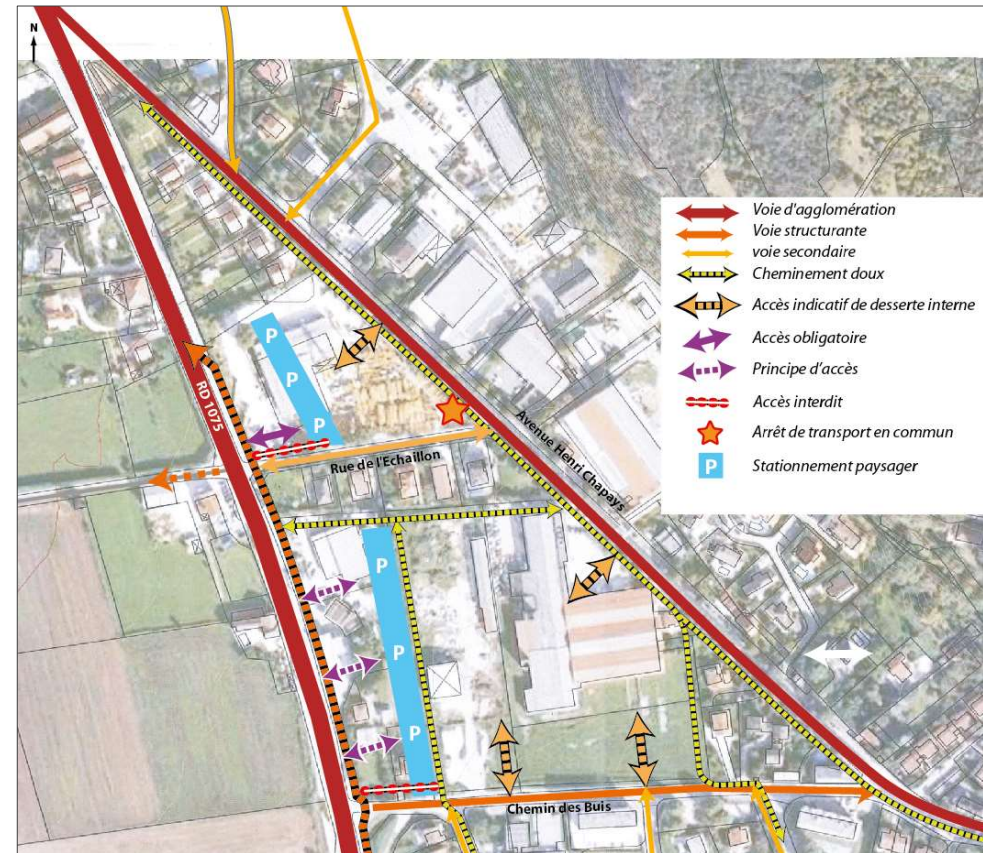 N
Voie d'agglomération
Voie structurante
voie secondaire
Cheminement doux
Accès indicatif de desserte interne
Accès obligatoire
Principe d'accès
Accès interdit
Arrêt de transport en commun
P
Stationnement paysager
P
P
P
RD 1075
Avenue Henri Chapays
Rue de l'Echaillon
P
P
P
Chemin des Buis